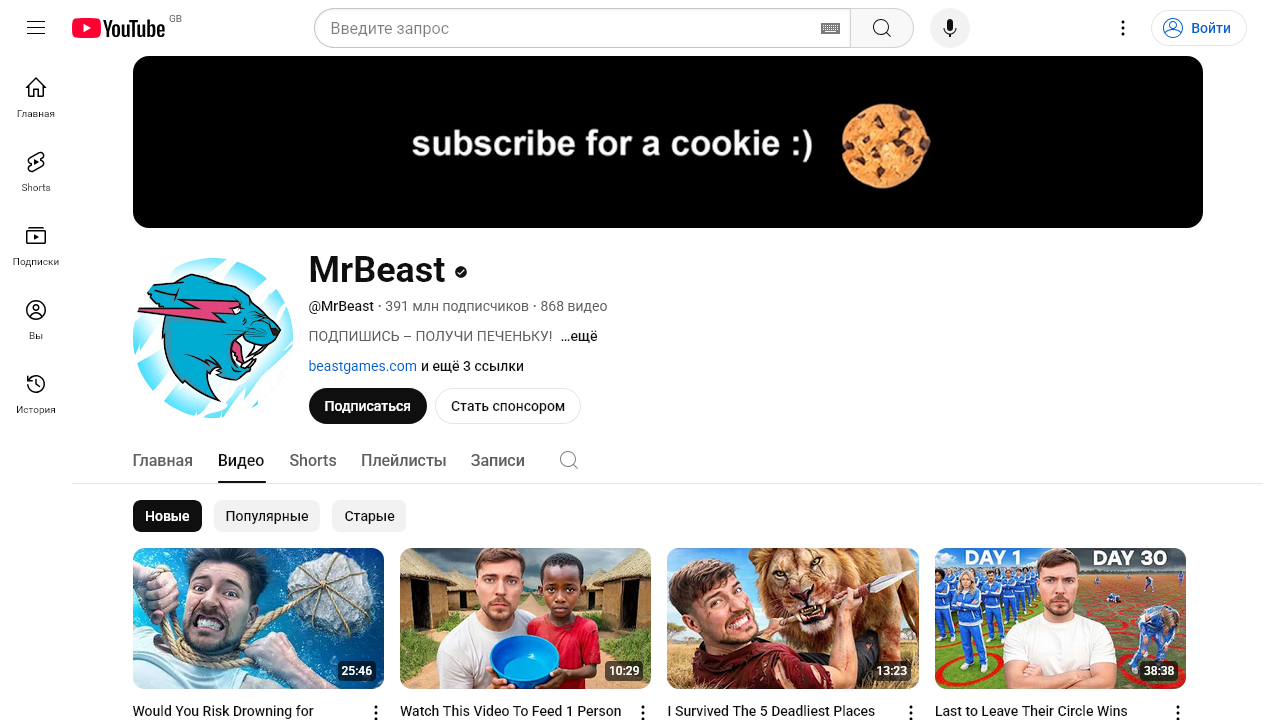 YouTube GB
Введите запрос
Войти
Главная
Shorts
Подписки
Вы
История
subscribe for a cookie :)
MrBeast
@MrBeast · 391 млн подписчиков · 868 видео
ПОДПИШИСЬ – ПОЛУЧИ ПЕЧЕНЬКУ! ...ещё
beastgames.com и ещё 3 ссылки
Подписаться
Стать спонсором
Главная Видео Shorts Плейлисты Записи
Новые Популярные Старые
25:46
10:29
13:23
DAY 1 DAY 30
38:38
Would You Risk Drowning for
Watch This Video To Feed 1 Person
I Survived The 5 Deadliest Places
Last to Leave Their Circle Wins